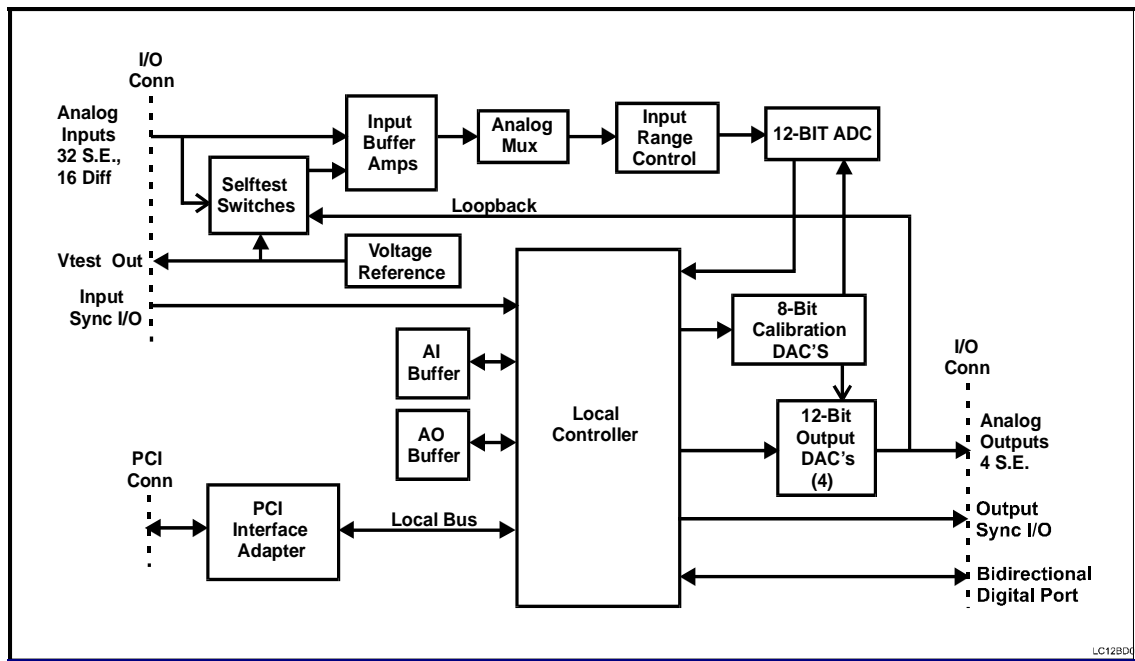 I/O
Conn
Analog
Inputs
32 S.E.,
16 Diff
Input
Buffer
Amps
Analog
Mux
Input
Range
Control
12-BIT ADC
Selftest
Switches
Loopback
Vtest Out
Voltage
Reference
Input
Sync I/O
8-Bit
Calibration
DAC'S
AI
Buffer
I/O
Conn
Local
Controller
AO
Buffer
12-Bit
Output
DAC's
(4)
Analog
Outputs
4 S.E.
PCI
Conn
PCI
Interface
Adapter
Local Bus
Output
Sync I/O
Bidirectional
Digital Port